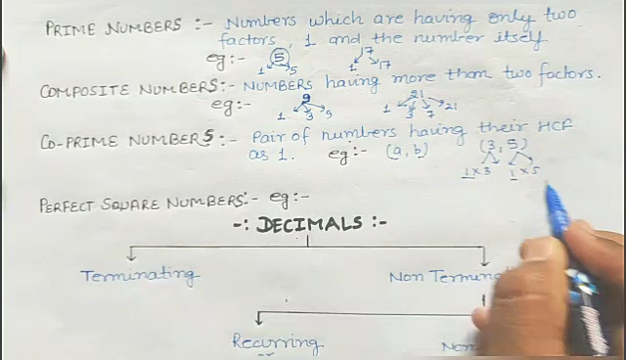 PRIME NUMBERS :- Numbers which are having only two
factors, 1 and the number itself
eg:- 5 17
1 5 1 17
COMPOSITE NUMBERS:- NUMBERS having more than two factors.
eg:- 9 21
1 3 9 1 3 7 21
CO-PRIME NUMBERS:- Pair of numbers having their HCF
as 1. eg:- (a, b) (3, 5)
1 x 3 1 x 5
PERFECT SQUARE NUMBERS:- eg:-
-: DECIMALS :-
Terminating Non
Recurring